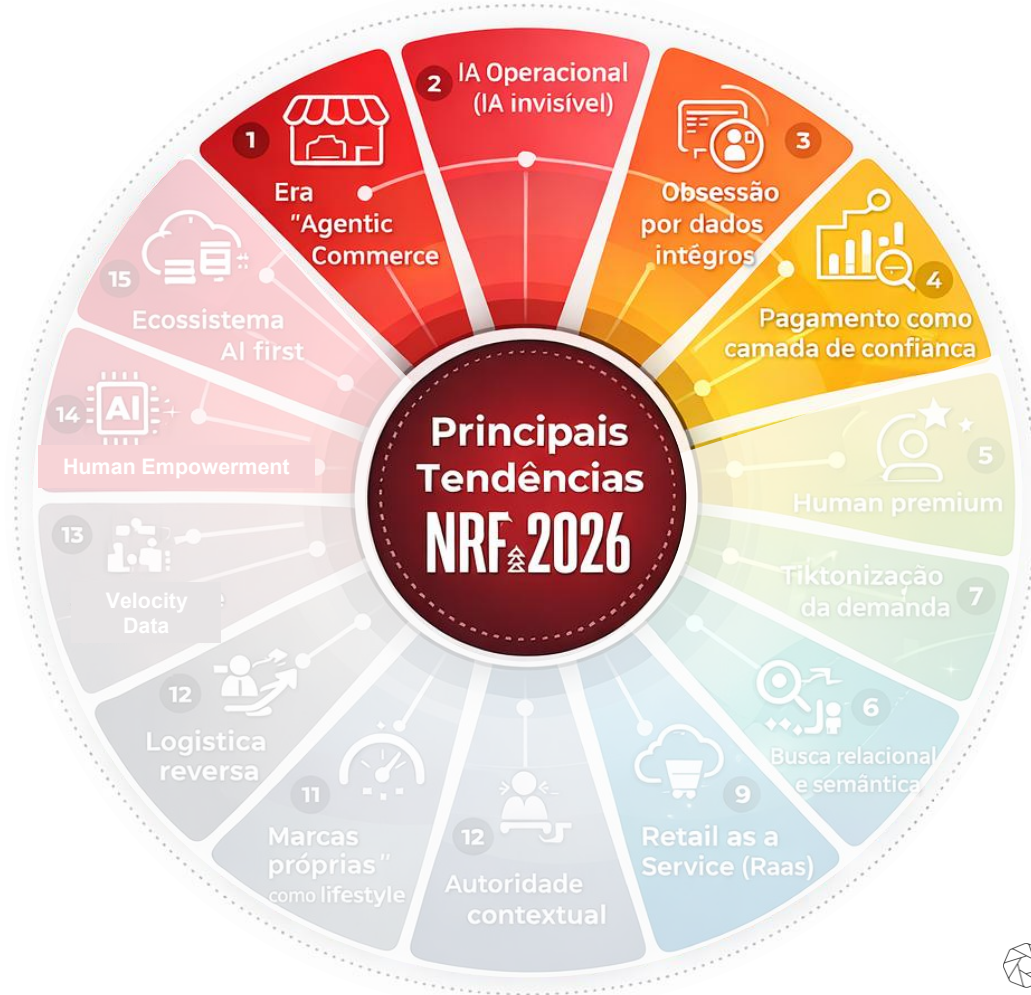 1
Era
"Agentic
Commerce
2 IA Operacional
(IA invisível)
3
Obsessão
por dados
intégros
4
Pagamento como
camada de confianca
5
Human premium
Tiktonização
da demanda 7
6
Busca relacional
e semântica
9
Retail as a
Service (Raas)
12
Autoridade
contextual
11
Marcas
próprias"
como lifestyle
12
Logistica
reversa
13
Velocity
Data
14
AI
Human Empowerment
15
Ecossistema
AI first
Principais
Tendências
NRF 2026